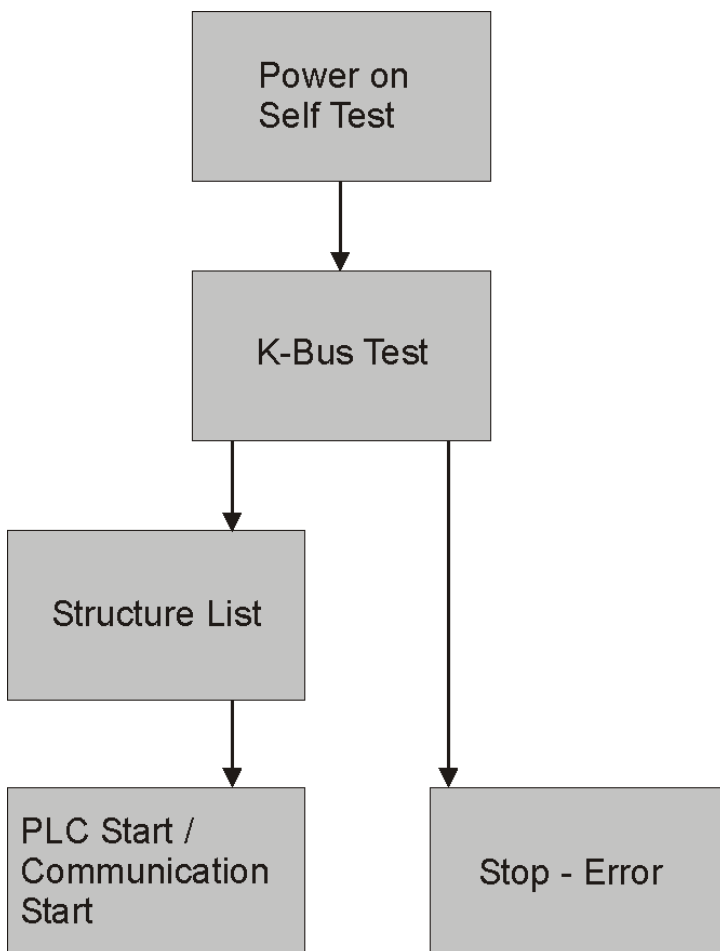 Power on
Self Test
K-Bus Test
Structure List
PLC Start /
Communication
Start
Stop - Error